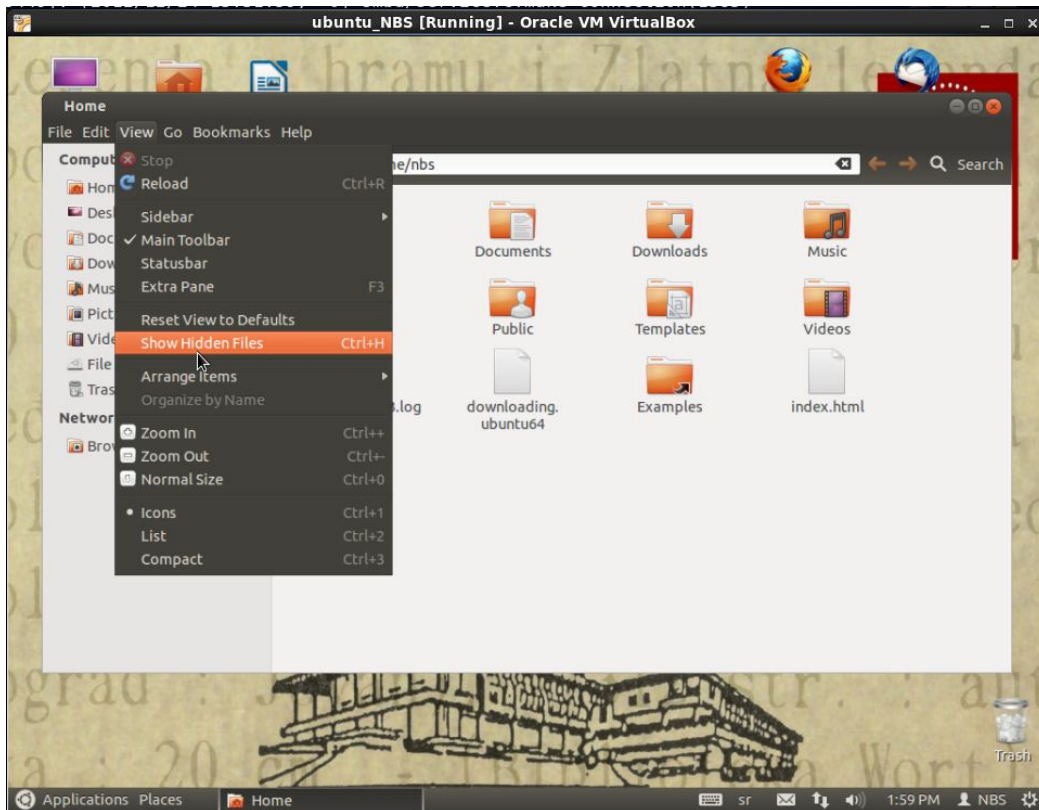 ubuntu_NBS [Running] - Oracle VM VirtualBox
Home
File Edit View Go Bookmarks Help
Stop
Reload Ctrl+R
Sidebar
Main Toolbar
Statusbar
Extra Pane F3
Reset View to Defaults
Show Hidden Files Ctrl+H
Arrange Items
Organize by Name
Zoom In Ctrl++
Zoom Out Ctrl+-
Normal Size Ctrl+0
Icons Ctrl+1
List Ctrl+2
Compact Ctrl+3
Comput
Hom
Des
Doc
Dow
Mus
Pict
Vide
File
Tras
Networ
Brow
me/nbs
Search
Documents
Downloads
Music
Public
Templates
Videos
.log
downloading.
ubuntu64
Examples
index.html
Trash
Applications Places Home sr 1:59 PM NBS